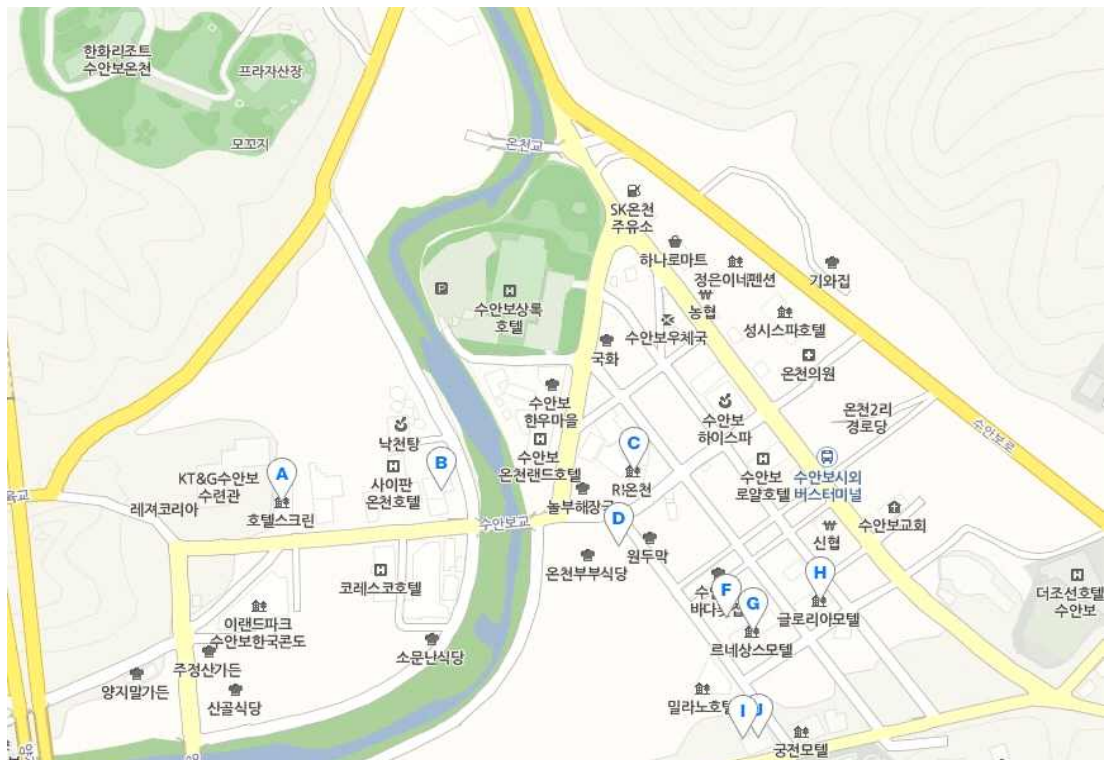 한화리조트
수안보온천
프라자산장
모꼬지
온천교
SK온천
주유소
하나로마트
정은이네펜션
기와집
P
H
수안보상록
호텔
농협
성시스파호텔
수안보우체국
국화
온천의원
수안보
한우마을
수안보
하이스파
온천2리
경로당
수안보로
낙천탕
H
수안보
온천랜드호텔
C
B
H
사이판
온천호텔
KT&G수안보
수련관
A
레져코리아
호텔스크린
R!온천
H
수안보
로얄호텔
수안보시외
버스터미널
놀부해장국
D
수안보교
수안보교회
신협
원두막
온천부부식당
H
코레스코호텔
F
G
H
글로리아모텔
르네상스모텔
H
더조선호텔
수안보
이랜드파크
수안보한국콘도
소문난식당
주정산가든
양지말가든
산골식당
밀라노호텔
I
J
궁전모텔